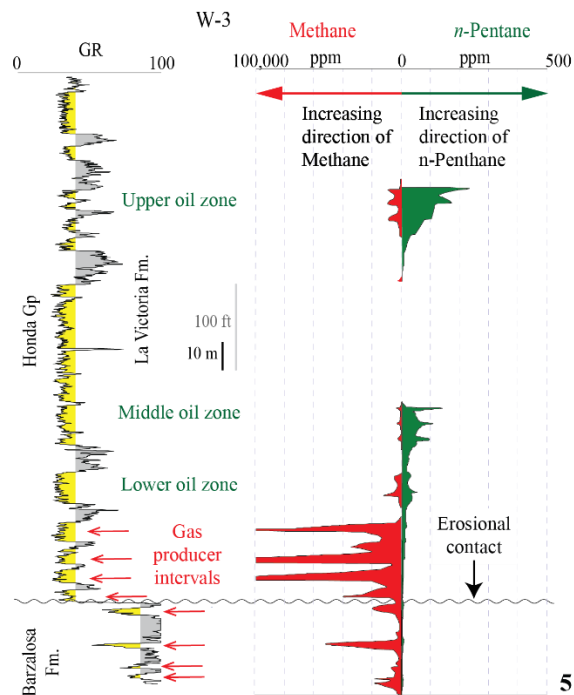 W-3
GR
0
100
Methane
n-Pentane
100,000
ppm
0
ppm
500
Increasing
direction of
Methane
Increasing
direction of
n-Penthane
Upper oil zone
Honda Gp
La Victoria Fm.
100 ft
10 m
Middle oil zone
Lower oil zone
Gas
producer
intervals
Erosional
contact
Barzalosa
Fm.
5